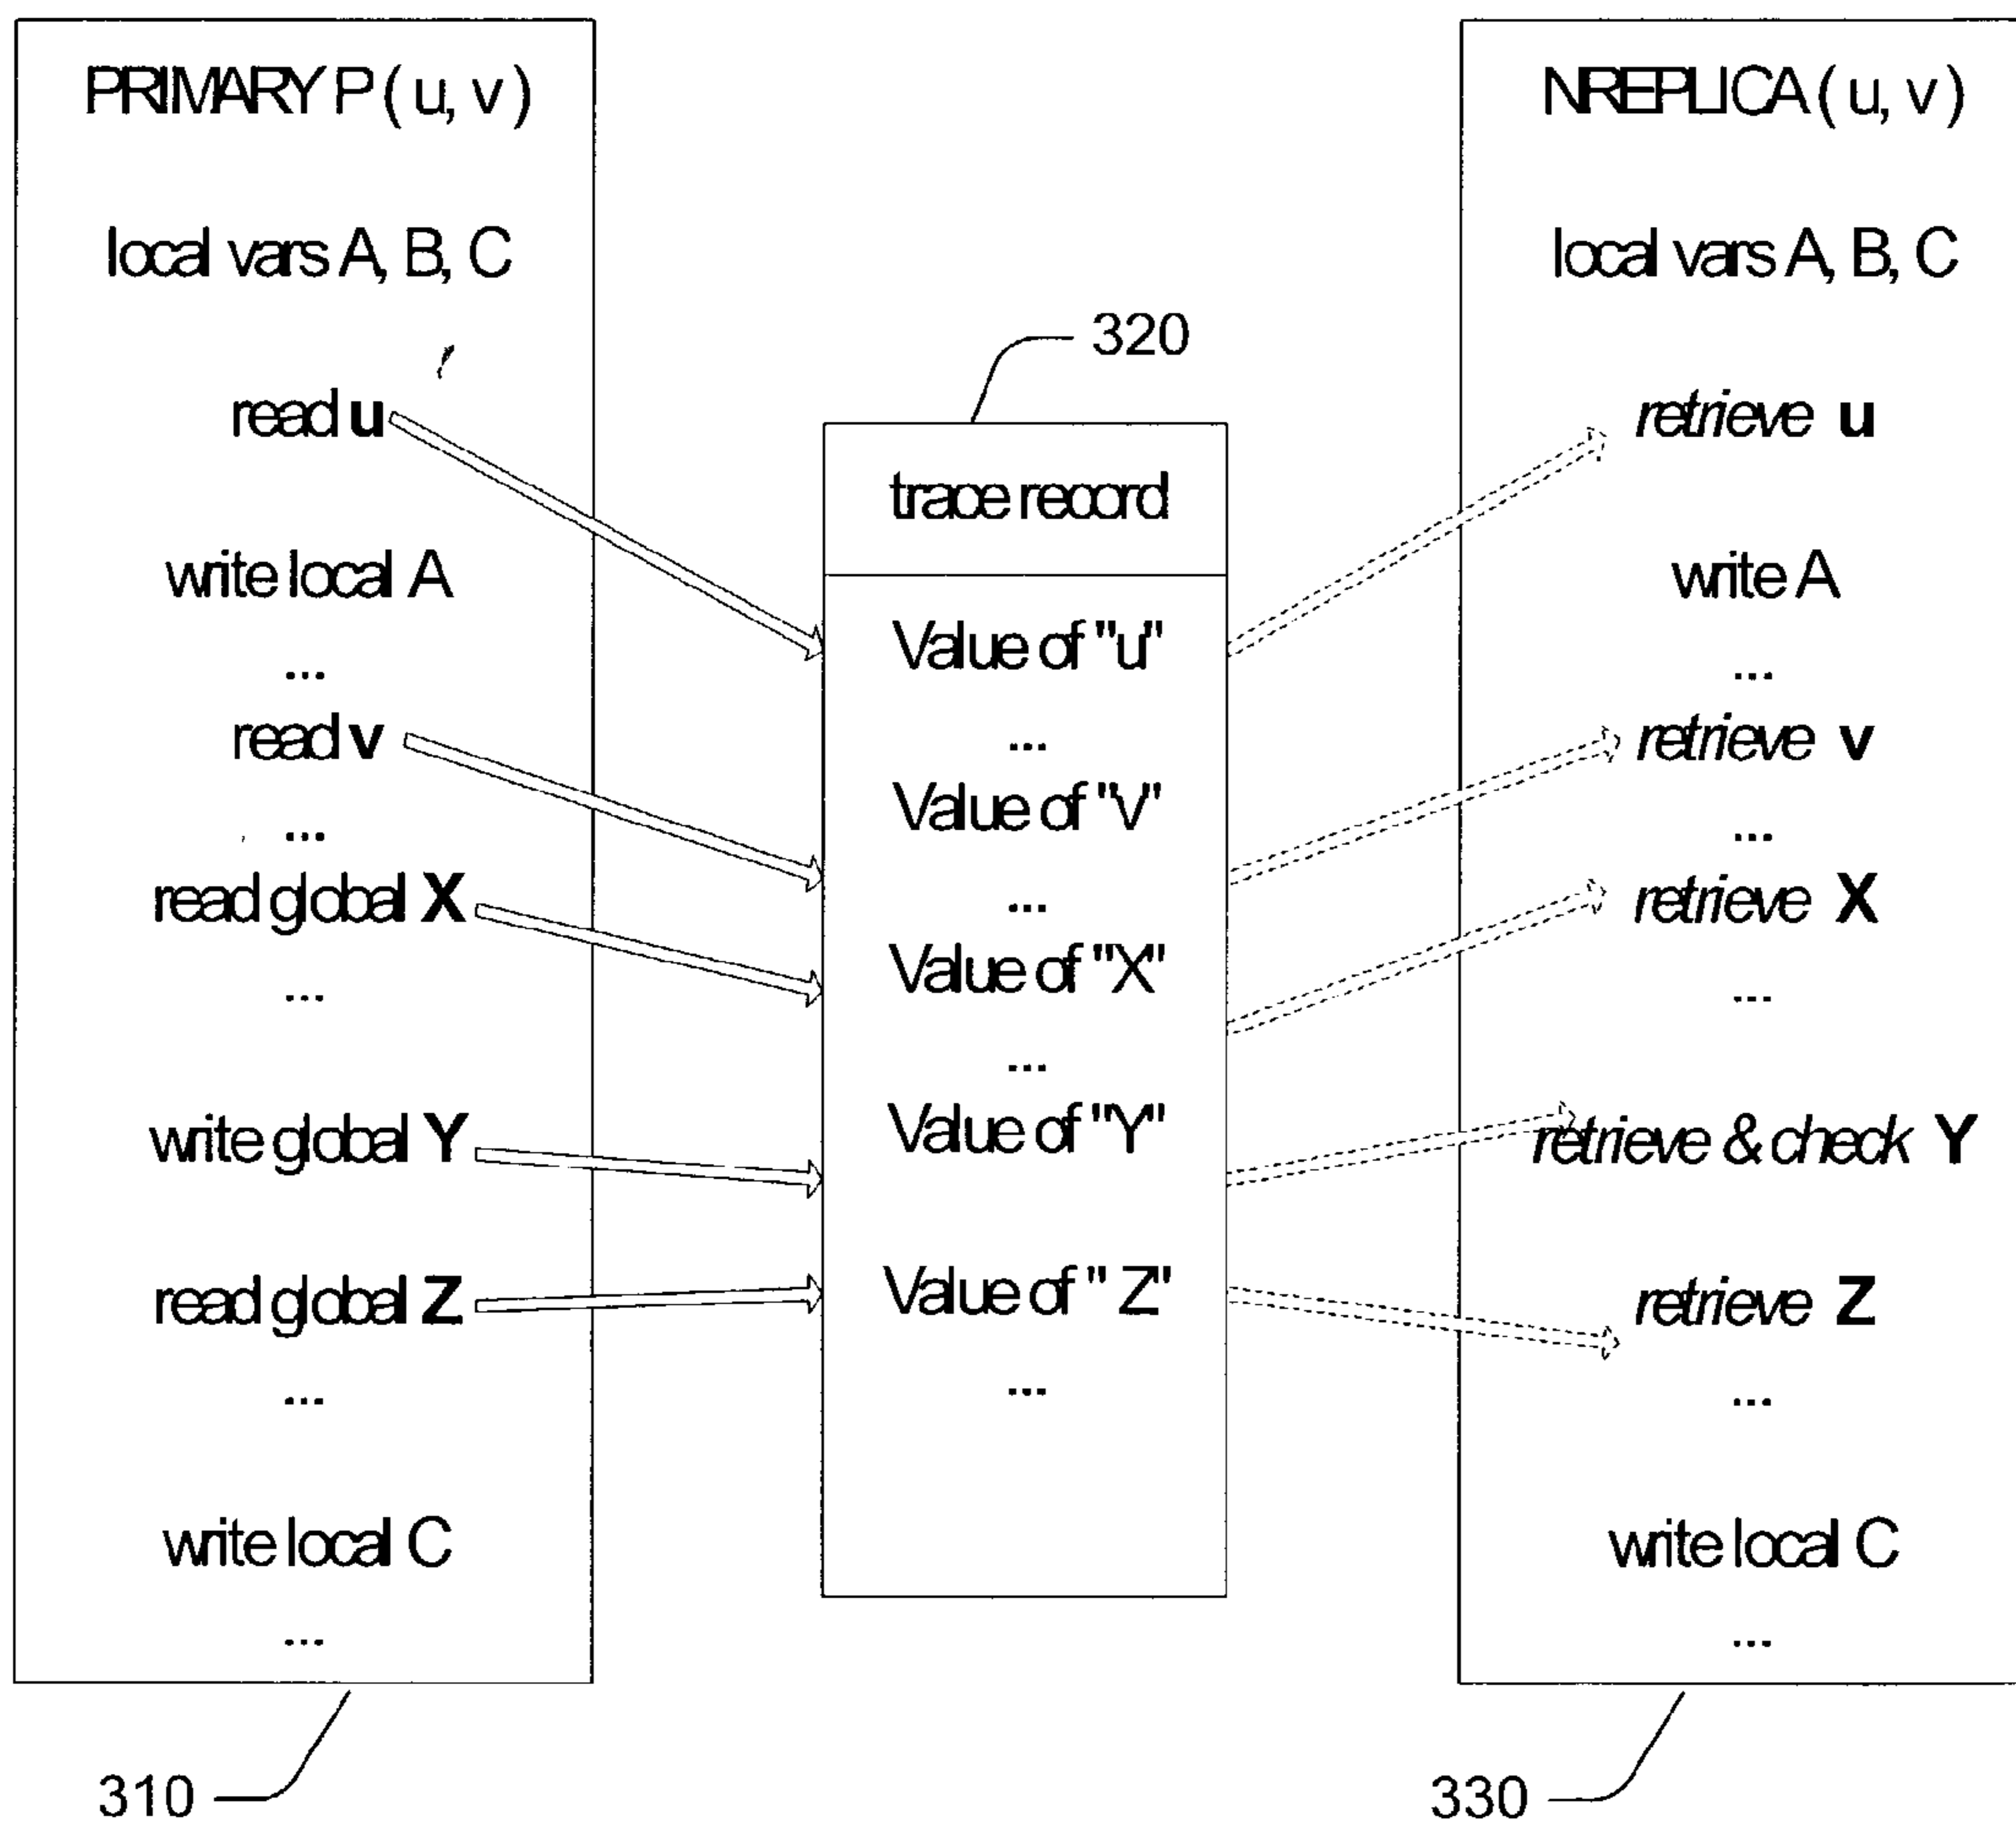 PRIMARY P ( u, v )
local vars A, B, C
read u
write local A
...
read v
...
read global X
...
write global Y
read global Z
...
write local C
...
310
320
trace record
Value of "u"
...
Value of "V"
...
Value of "X"
...
Value of "Y"
Value of " Z"
...
NREPLICA ( u, v )
local vars A, B, C
retrieve u
write A
...
retrieve v
...
retrieve X
...
retrieve & check Y
retrieve Z
...
write local C
...
330